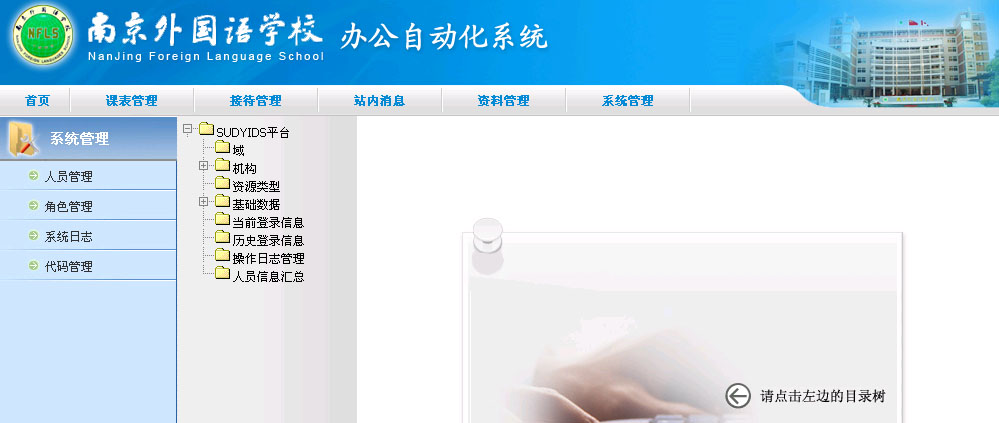 NFLS
南京外国语学校 办公自动化系统
NanJing Foreign Language School
首页 课表管理 接待管理 站内消息 资料管理 系统管理
系统管理
人员管理
角色管理
系统日志
代码管理
SUDYIDS平台
域
机构
资源类型
基础数据
当前登录信息
历史登录信息
操作日志管理
人员信息汇总
请点击左边的目录树